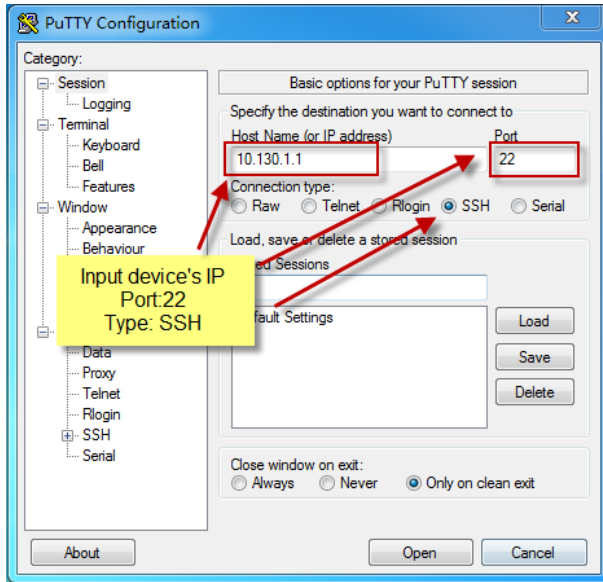 PuTTY Configuration
X
Category:
Session
Logging
Terminal
Keyboard
Bell
Features
Window
Appearance
Behaviour
Data
Proxy
Telnet
Rlogin
SSH
Serial
Basic options for your PuTTY session
Specify the destination you want to connect to
Host Name (or IP address) Port
10.130.1.1 22
Connection type:
Raw Telnet Rlogin SSH Serial
Load, save or delete a stored session
Sessions
Settings
Load
Save
Delete
Input device's IP
Port:22
Type: SSH
Close window on exit:
Always Never Only on clean exit
About Open Cancel